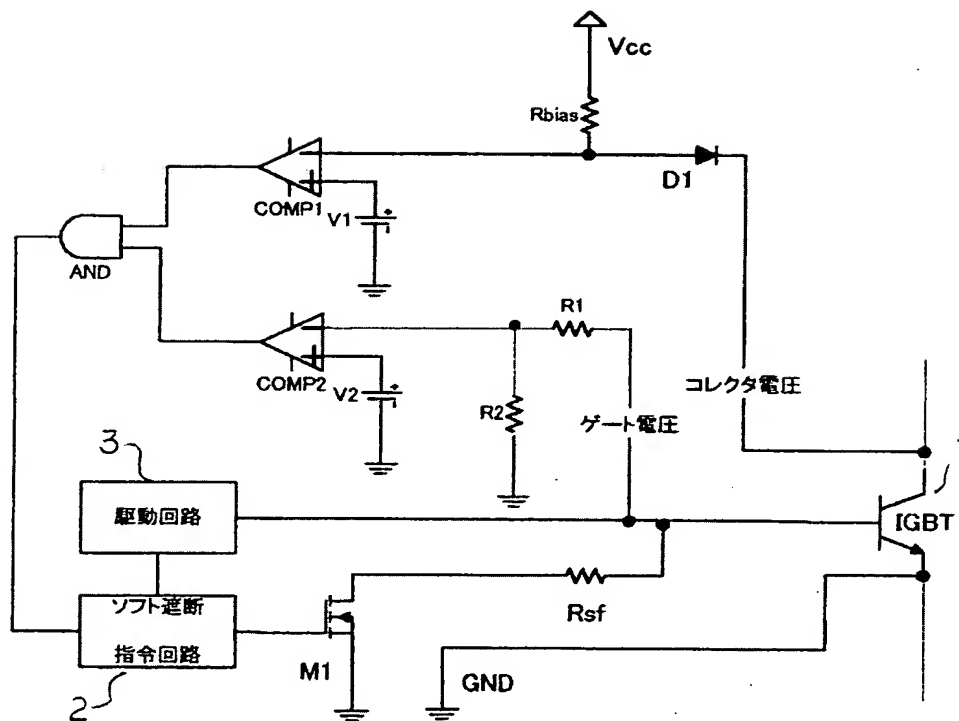 Vcc
Rbias
D1
COMP1
V1
AND
R1
COMP2
V2
R2
コレクタ電圧
ゲート電圧
3
駆動回路
1
IGBT
ソフト遮断
指令回路
Rsf
M1
GND
2